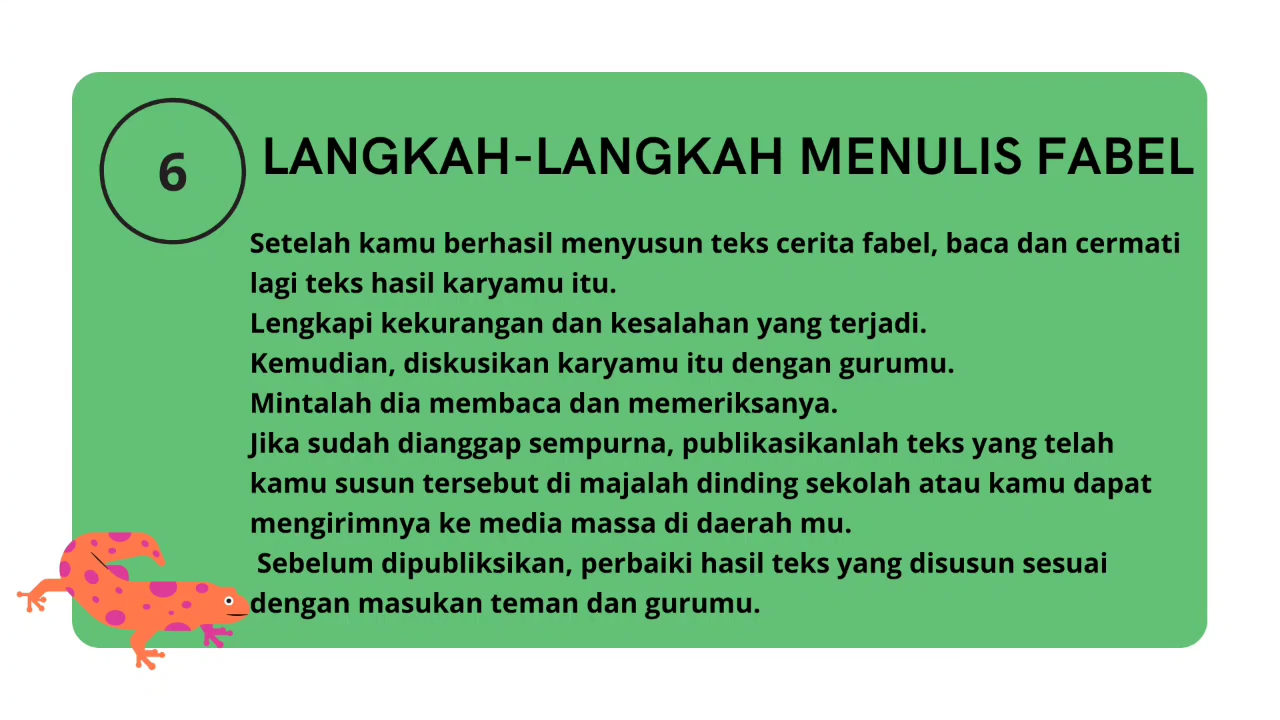 6
LANGKAH-LANGKAH MENULIS FABEL
Setelah kamu berhasil menyusun teks cerita fabel, baca dan cermati
lagi teks hasil karyamu itu.
Lengkapi kekurangan dan kesalahan yang terjadi.
Kemudian, diskusikan karyamu itu dengan gurumu.
Mintalah dia membaca dan memeriksanya.
Jika sudah dianggap sempurna, publikasikanlah teks yang telah
kamu susun tersebut di majalah dinding sekolah atau kamu dapat
mengirimnya ke media massa di daerah mu.
Sebelum dipubliksikan, perbaiki hasil teks yang disusun sesuai
dengan masukan teman dan gurumu.